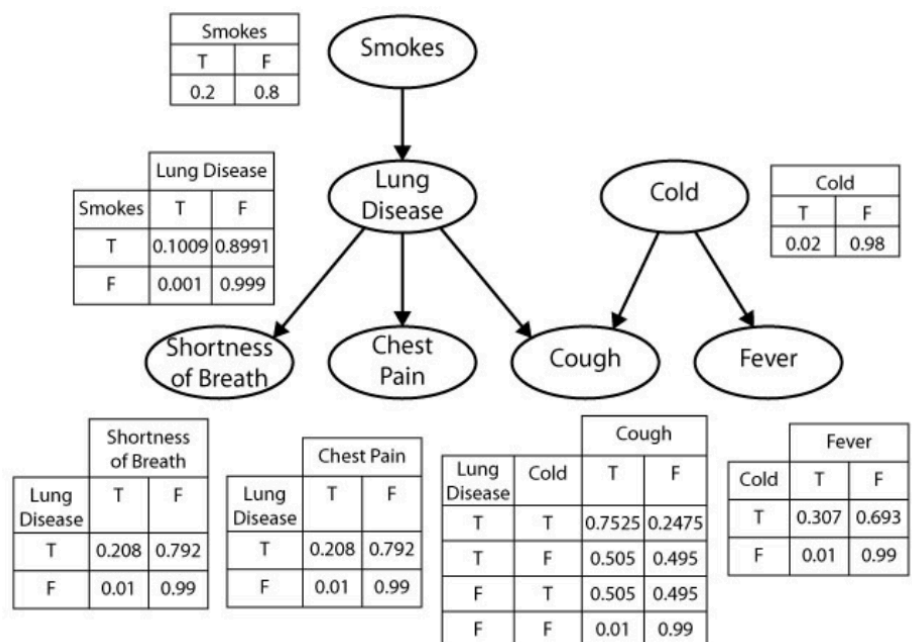 Smokes
T F
0.2 0.8
Smokes
Lung Disease
Smokes T F
T 0.1009 0.8991
F 0.001 0.999
Lung
Disease
Cold
Cold
T F
0.02 0.98
Shortness
of Breath
Chest
Pain
Cough
Fever
Shortness
of Breath
Lung
Disease T F
T 0.208 0.792
F 0.01 0.99
Chest Pain
Lung
Disease T F
T 0.208 0.792
F 0.01 0.99
Cough
Lung
Disease Cold T F
T T 0.7525 0.2475
T F 0.505 0.495
F T 0.505 0.495
F F 0.01 0.99
Fever
Cold T F
T 0.307 0.693
F 0.01 0.99